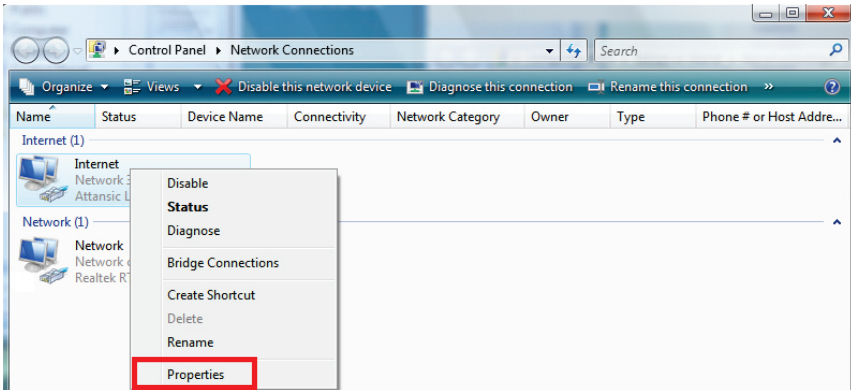 Control Panel Network Connections Search
Organize Views Disable this network device Diagnose this connection Rename this connection »
Name Status Device Name Connectivity Network Category Owner Type Phone # or Host Addre...
Internet (1)
Internet
Network
Attansic L
Disable
Status
Diagnose
Bridge Connections
Create Shortcut
Delete
Rename
Properties
Network (1)
Network
Network
Realtek RT